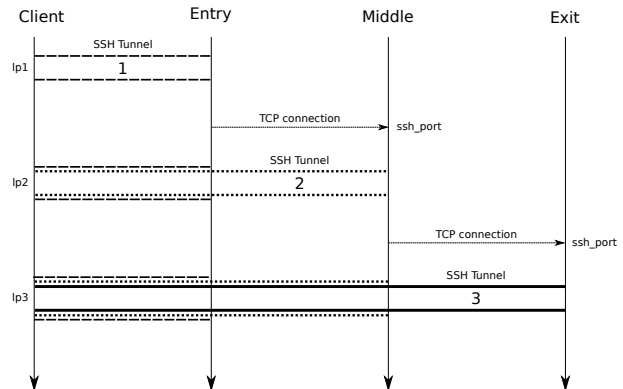 Client Entry Middle Exit
SSH Tunnel
lp1 1
TCP connection ssh_port
SSH Tunnel
lp2 2
TCP connection ssh_port
SSH Tunnel
lp3 3